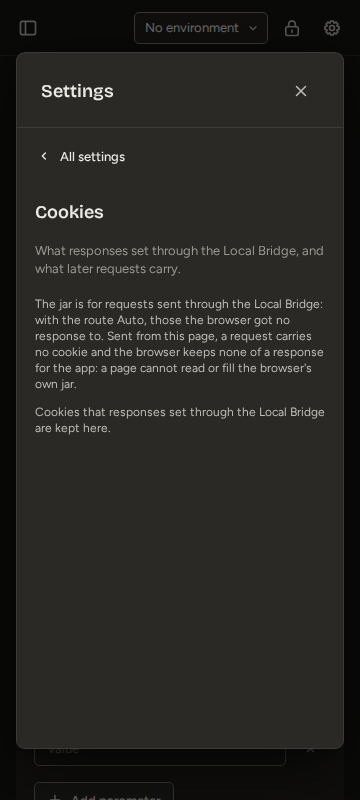 No environment
Settings
All settings
Cookies
What responses set through the Local Bridge, and
what later requests carry.
The jar is for requests sent through the Local Bridge:
with the route Auto, those the browser got no
response to. Sent from this page, a request carries
no cookie and the browser keeps none of a response
for the app: a page cannot read or fill the browser's
own jar.
Cookies that responses set through the Local Bridge
are kept here.
Value
Add parameter